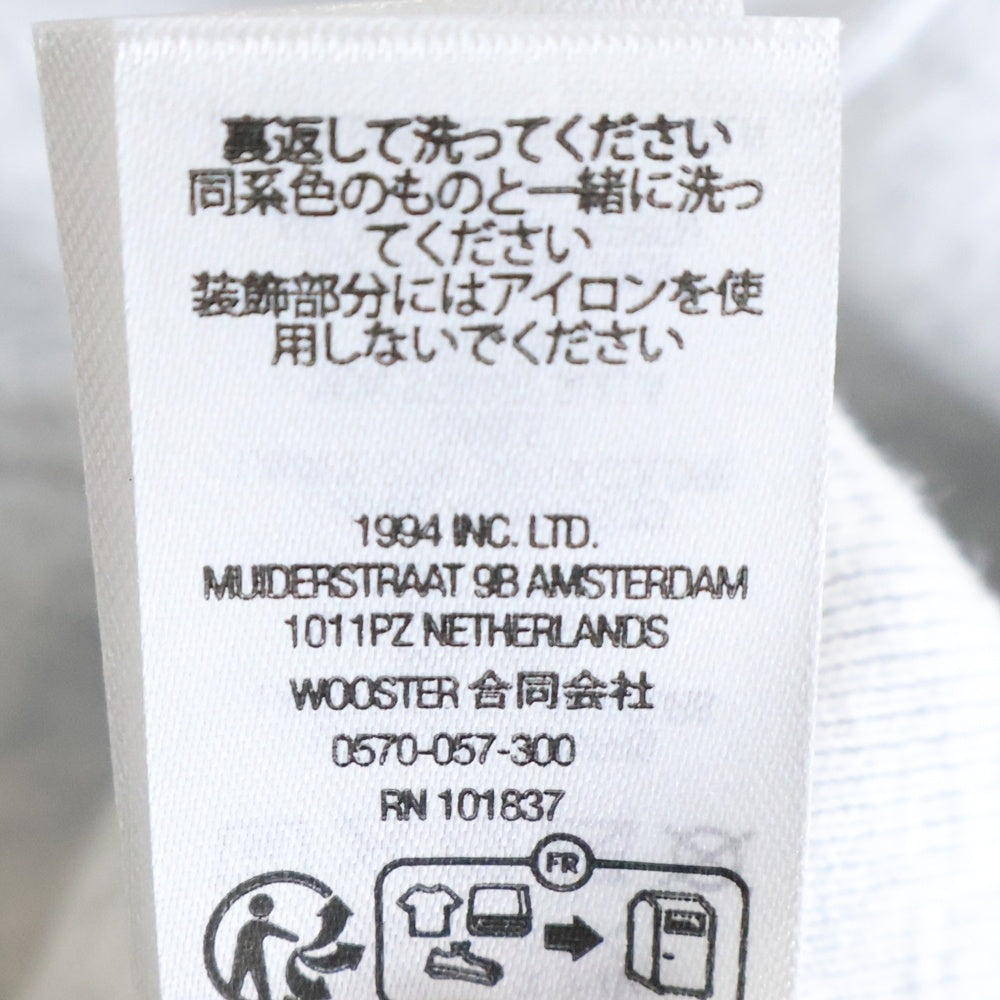 裏返して洗ってください
同系色のものと一緒に洗っ
てください
装飾部分にはアイロンを使
用しないでください
1994 INC. LTD.
MUIDERSTRAAT 9B AMSTERDAM
1011PZ NETHERLANDS
WOOSTER 合同会社
0570-057-300
RN 101837
FR